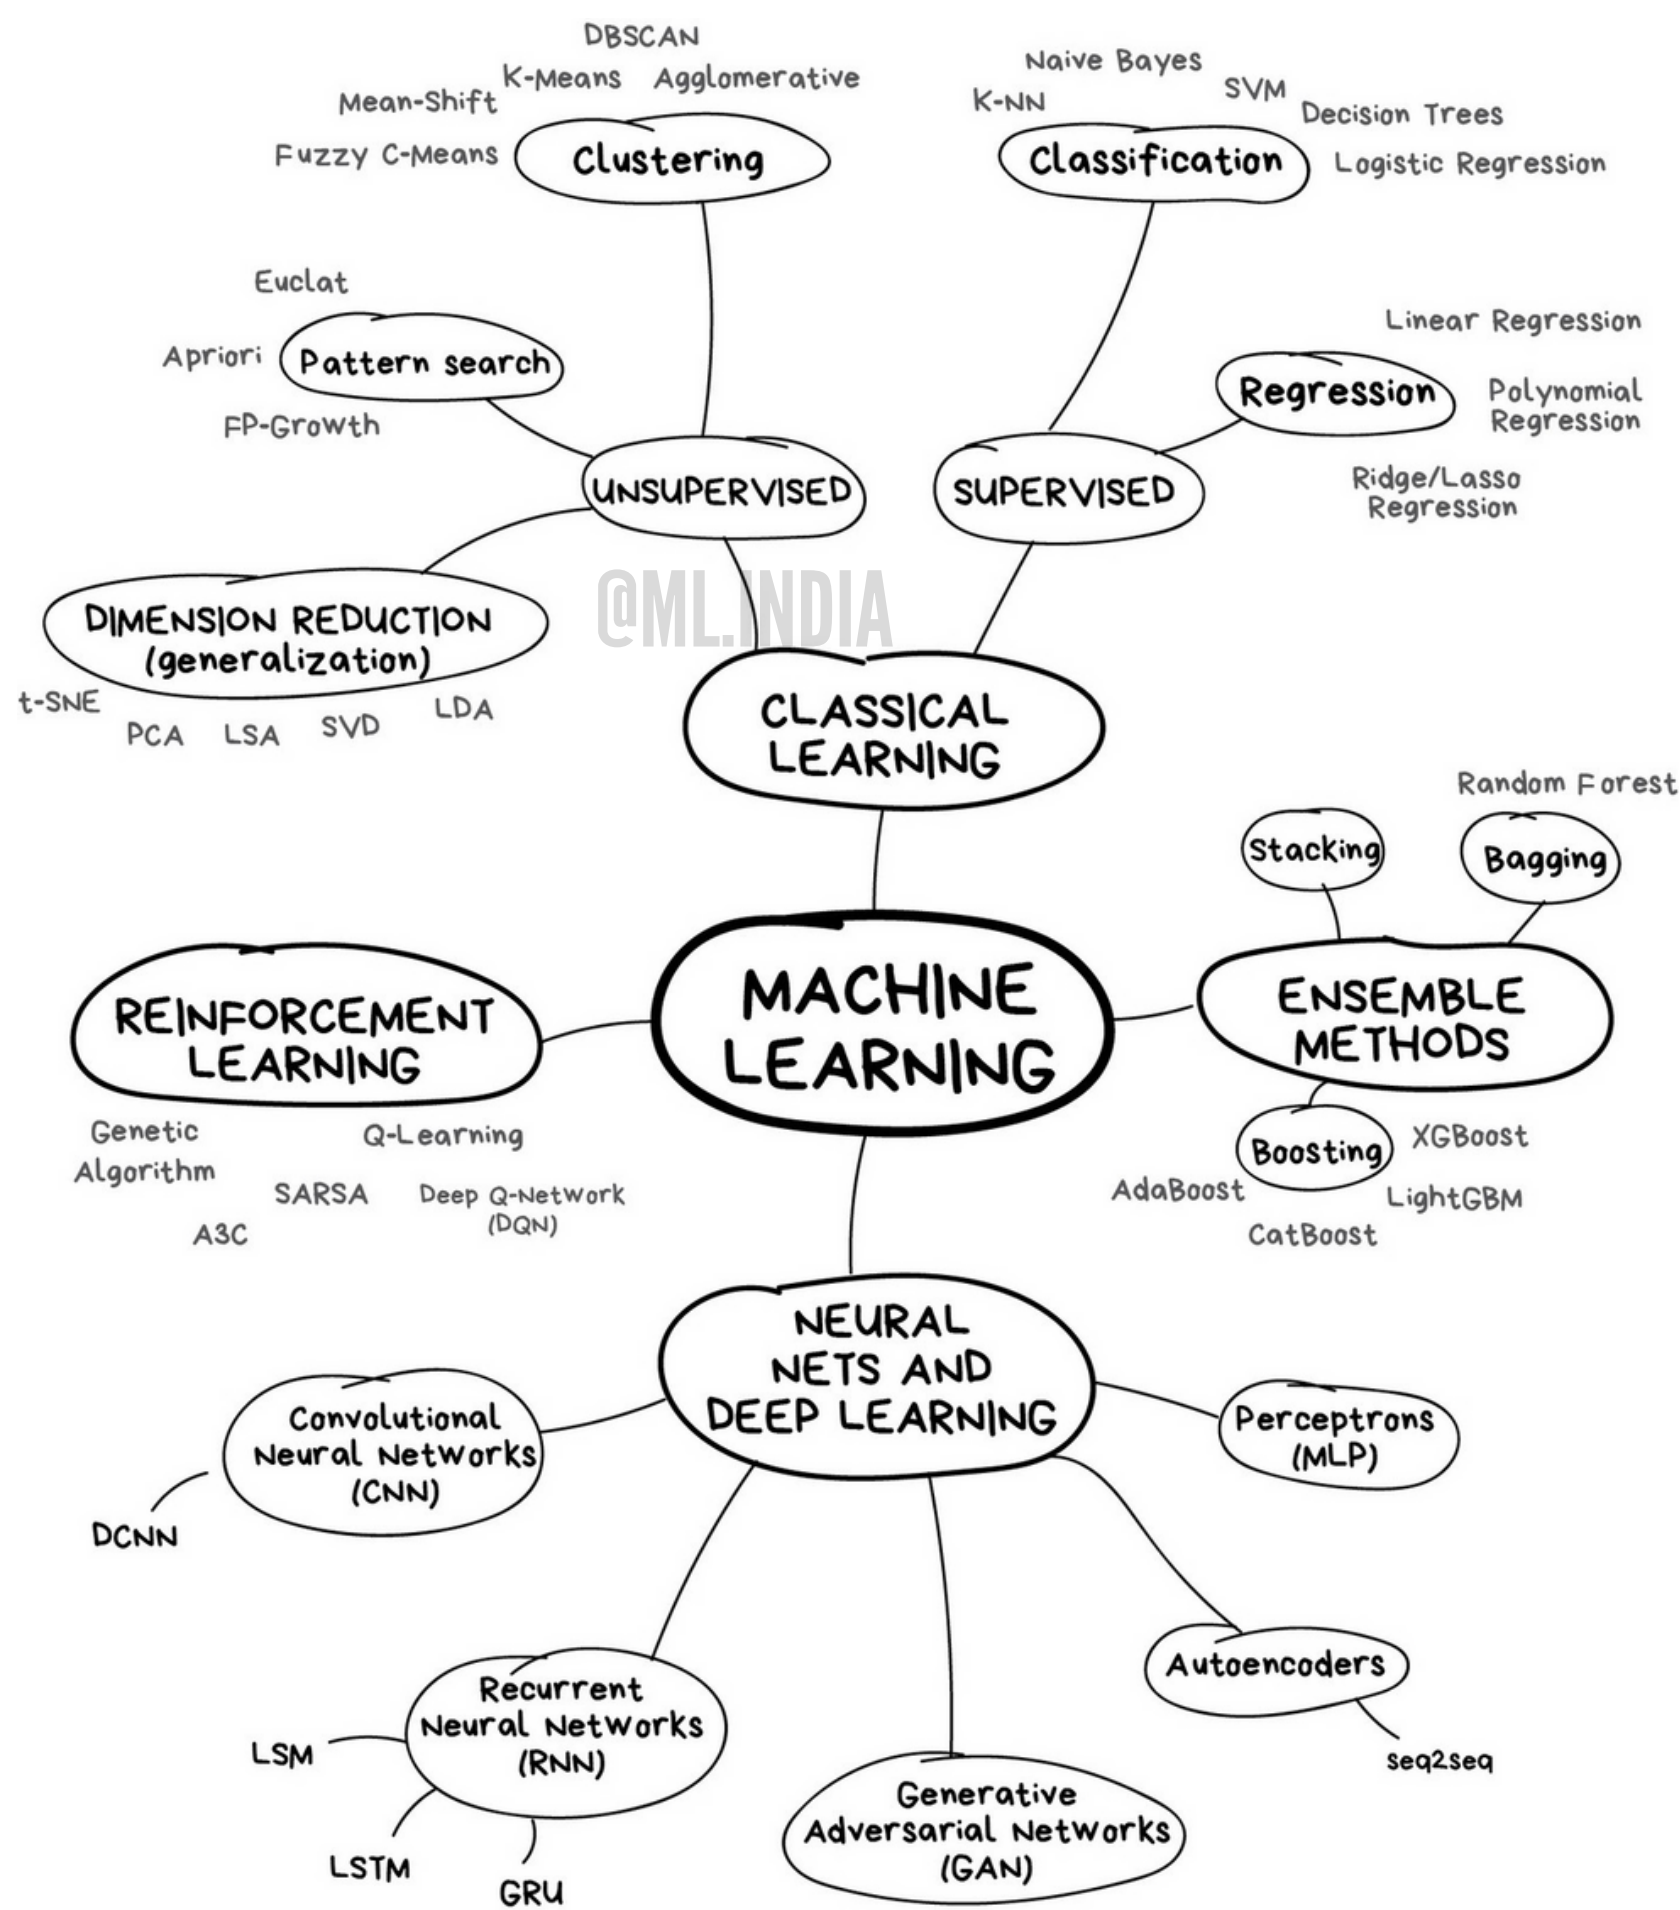 DBSCAN
K-Means Agglomerative
Mean-Shift
Fuzzy C-Means
Clustering
Naive Bayes
K-NN
SVM
Decision Trees
Classification
Logistic Regression
Euclat
Apriori
Pattern search
FP-Growth
Linear Regression
Regression
Polynomial
Regression
Ridge/Lasso
Regression
UNSUPERVISED
SUPERVISED
@ML.INDIA
DIMENSION REDUCTION
(generalization)
t-SNE
PCA
LSA
SVD
LDA
CLASSICAL
LEARNING
Random Forest
Stacking
Bagging
MACHINE
LEARNING
REINFORCEMENT
LEARNING
ENSEMBLE
METHODS
Genetic
Algorithm
Q-Learning
SARSA
Deep Q-Network
(DQN)
A3C
Boosting
XGBoost
AdaBoost
LightGBM
CatBoost
NEURAL
NETS AND
DEEP LEARNING
Convolutional
Neural Networks
(CNN)
DCNN
Perceptrons
(MLP)
Recurrent
Neural Networks
(RNN)
LSM
LSTM
GRU
Generative
Adversarial Networks
(GAN)
Autoencoders
seq2seq